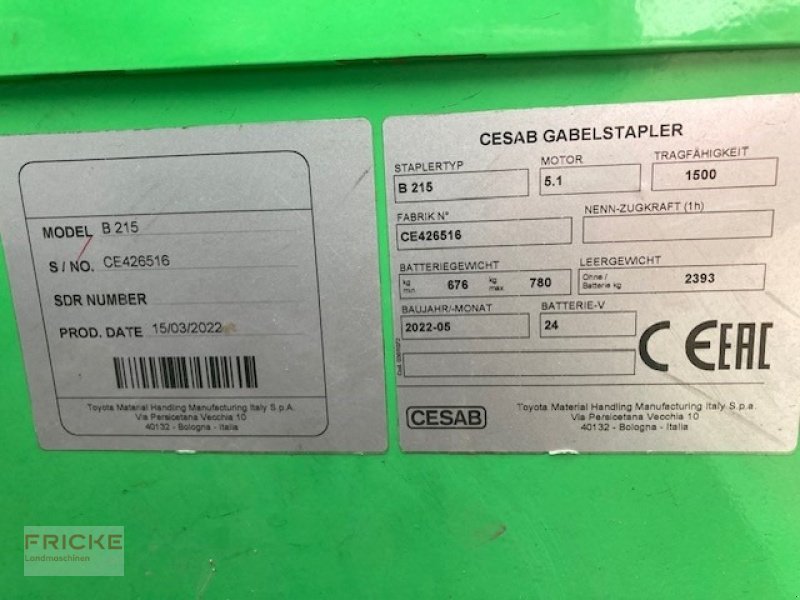 MODEL B 215
S / NO. CE426516
SDR NUMBER
PROD. DATE 15/03/2022
Toyota Material Handling Manufacturing Italy S.p.A.
Via Persicetana Vecchia 10
40132 - Bologna - Italia
CESAB GABELSTAPLER
STAPLERTYP MOTOR TRAGFÄHIGKEIT
B 215 5.1 1500
FABRIK N° NENN-ZUGKRAFT (1h)
CE426516
BATTERIEGEWICHT LEERGEWICHT
kg min. 676 kg max. 780 Ohne / Batterie kg 2393
BAUJAHR/-MONAT BATTERIE-V
2022-05 24
CE EAC
CESAB
Toyota Material Handling Manufacturing Italy S.p.a.
Via Persicetana Vecchia 10
40132 - Bologna - Italia
FRICKE
Landmaschinen